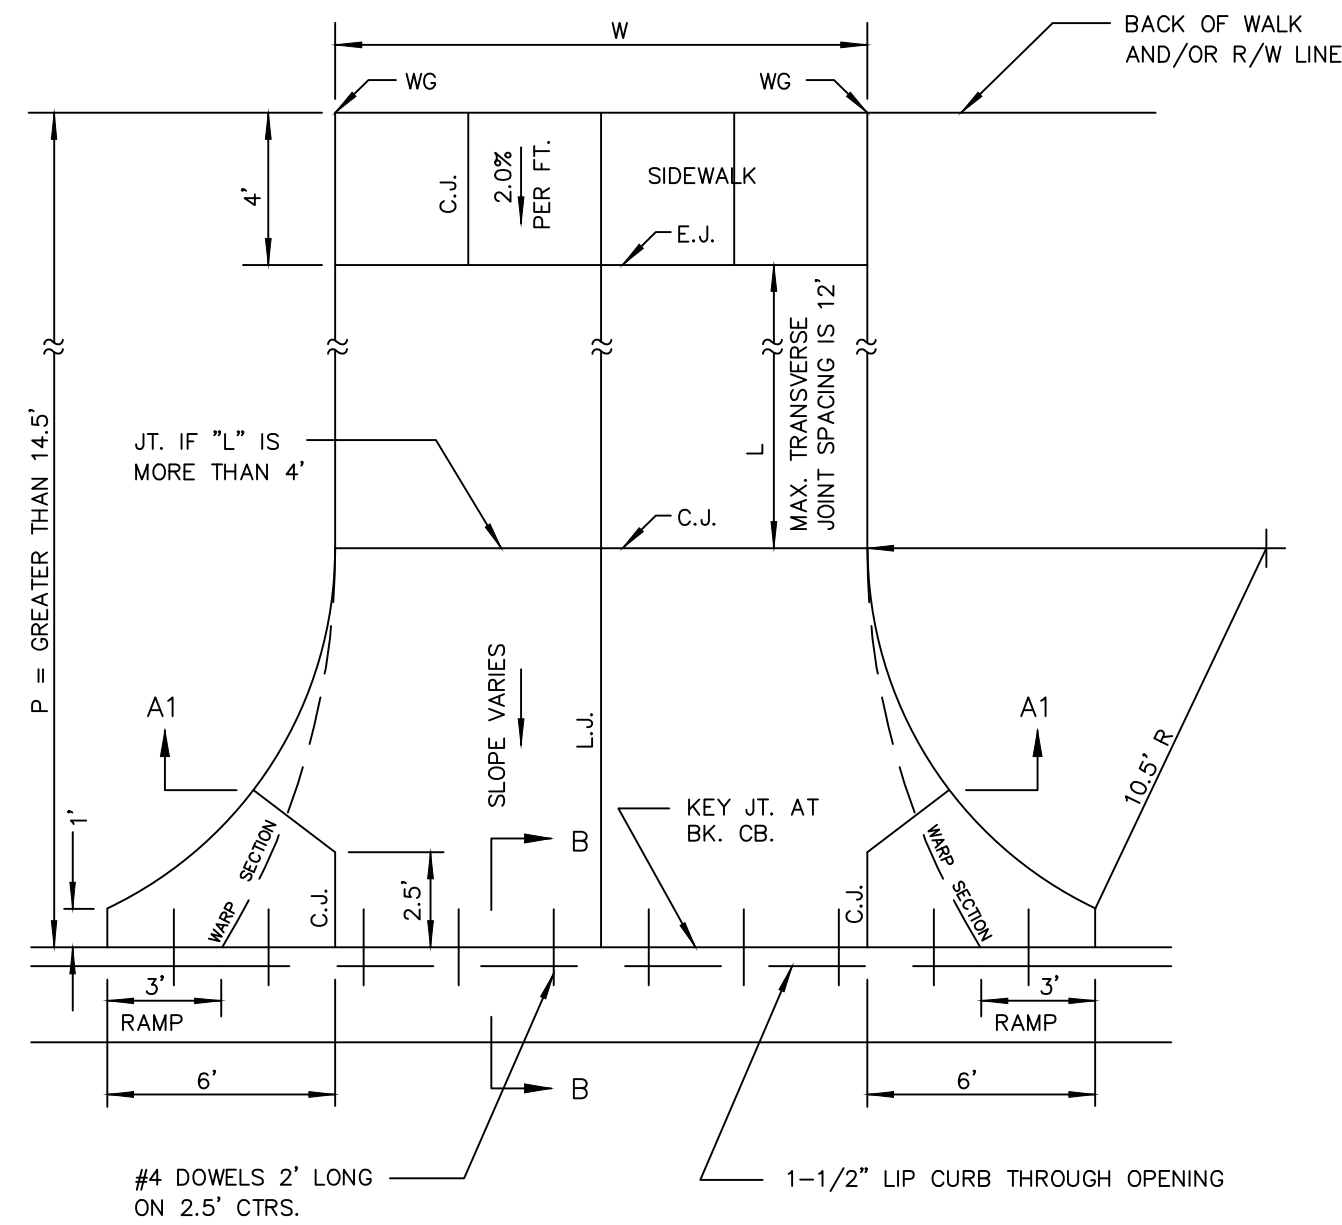 W
BACK OF WALK
AND/OR R/W LINE
WG
WG
4'
C.J.
2.0%
PER FT.
SIDEWALK
E.J.
MAX. TRANSVERSE
JOINT SPACING IS 12'
L
P = GREATER THAN 14.5'
JT. IF "L" IS
MORE THAN 4'
C.J.
A1
SLOPE VARIES
L.J.
A1
10.5' R
1'
KEY JT. AT
BK. CB.
B
WARP SECTION
C.J.
2.5'
C.J.
WARP SECTION
3'
RAMP
3'
RAMP
6'
B
6'
#4 DOWELS 2' LONG
ON 2.5' CTRS.
1-1/2" LIP CURB THROUGH OPENING